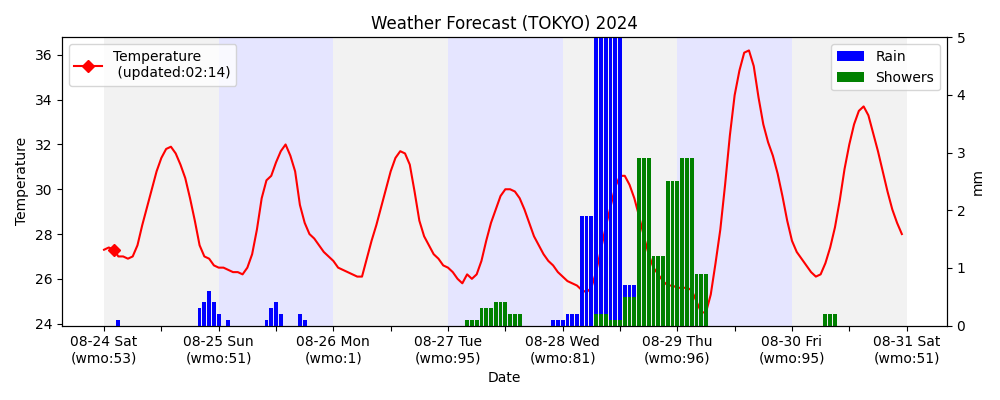 Weather Forecast (TOKYO) 2024
Temperature
(updated:02:14)
Rain
Showers
36
34
32
30
28
26
24
Temperature
5
4
3
2
1
0
mm
08-24 Sat
(wmo:53)
08-25 Sun
(wmo:51)
08-26 Mon
(wmo:1)
08-27 Tue
(wmo:95)
08-28 Wed
(wmo:81)
08-29 Thu
(wmo:96)
08-30 Fri
(wmo:95)
08-31 Sat
(wmo:51)
Date